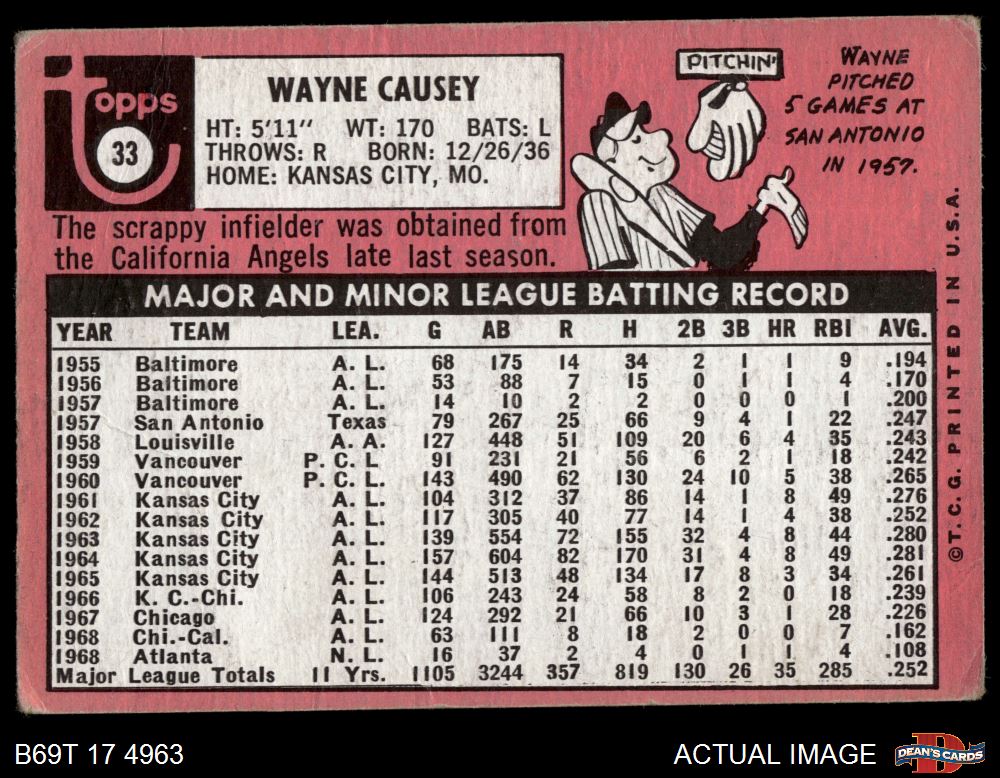 Topps
33
WAYNE CAUSEY
HT: 5'11" WT: 170 BATS: L
THROWS: R BORN: 12/26/36
HOME: KANSAS CITY, MO.
PITCHIN'
WAYNE
PITCHED
5 GAMES AT
SAN ANTONIO
IN 1957.
The scrappy infielder was obtained from
the California Angels late last season.
MAJOR AND MINOR LEAGUE BATTING RECORD
YEAR TEAM LEA. G AB R H 2B 3B HR RBI AVG.
1955 Baltimore A. L. 68 175 14 34 2 1 1 9 .194
1956 Baltimore A. L. 53 88 7 15 0 1 1 4 .170
1957 Baltimore A. L. 14 10 2 2 0 0 0 1 .200
1957 San Antonio Texas 79 267 25 66 9 4 1 22 .247
1958 Louisville A. A. 127 448 51 109 20 6 4 35 .243
1959 Vancouver P. C. L 91 231 21 56 6 2 1 18 .242
1960 Vancouver P. C. L. 143 490 62 130 24 10 5 38 .265
1961 Kansas City A. L. 104 312 37 86 14 1 8 49 .276
1962 Kansas City A. L. 117 305 40 77 14 1 4 38 .252
1963 Kansas City A. L. 139 554 72 155 32 4 8 44 .280
1964 Kansas City A. L. 157 604 82 170 31 4 8 49 .281
1965 Kansas City A. L. 144 513 48 134 17 8 3 34 .261
1966 K. C.-Chi. A. L. 106 243 24 58 8 2 0 18 .239
1967 Chicago A. L. 124 292 21 66 10 3 1 28 .226
1968 Chi.-Cal. A. L. 63 111 8 18 2 0 0 7 .162
1968 Atlanta N. L. 16 37 2 4 0 1 1 4 .108
Major League Totals 11 Yrs. 1105 3244 357 819 130 26 35 285 .252
©T. C. G. PRINTED IN U.S.A.
B69T 17 4963
ACTUAL IMAGE
D
DEAN'S CARDS